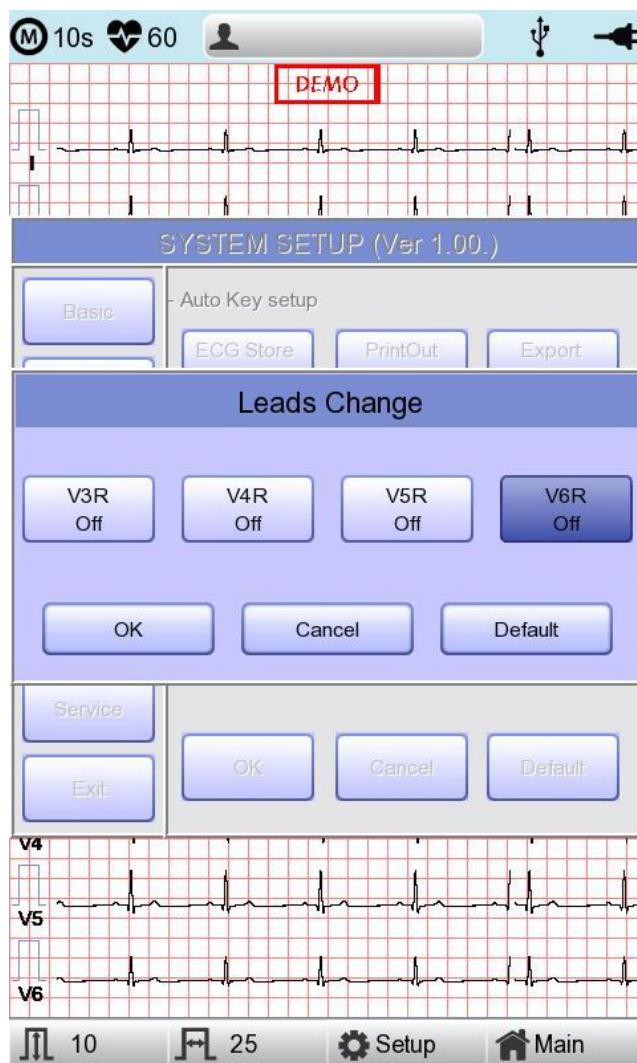 M 10s 60
DEMO
I
SYSTEM SETUP (Ver 1.00.)
Basic
- Auto Key setup
ECG Store PrintOut Export
Leads Change
V3R Off
V4R Off
V5R Off
V6R Off
OK Cancel Default
Service
Exit
OK Cancel Default
V4
V5
V6
10 25 Setup Main